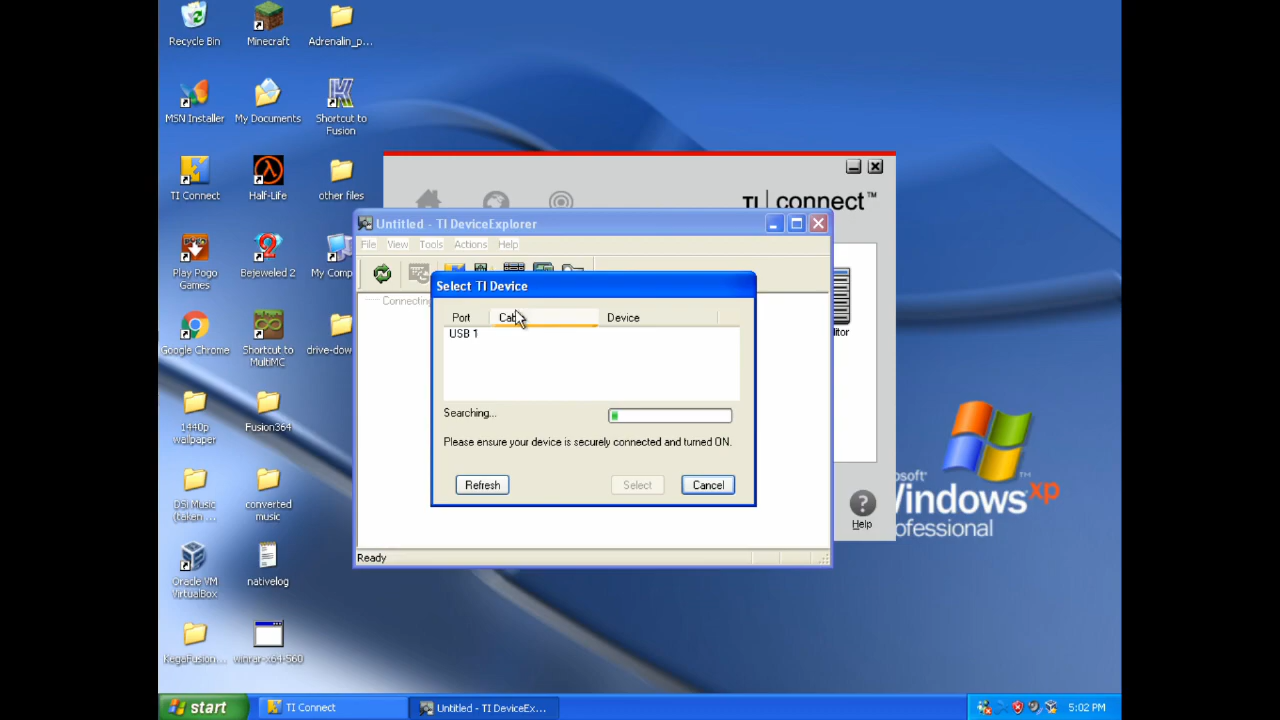 Recycle Bin
Minecraft
Adrenalin_p...
MSN Installer
My Documents
Shortcut to
Fusion
TI Connect
Half-Life
other files
Play Pogo
Games
Bejeweled 2
My Comp
Google Chrome
Shortcut to
MultiMC
drive-dow
1440p
wallpaper
Fusion364
DSi Music
(taken ...
converted
music
Oracle VM
VirtualBox
nativelog
KegaFusion...
winrar-x64-560
TI connect™
Untitled - TI DeviceExplorer
File View Tools Actions Help
Connecting
Select TI Device
Port Cab Device
USB 1
Searching...
Please ensure your device is securely connected and turned ON.
Refresh Select Cancel
Ready
ditor
Help
osoft
Windows xp
ofessional
start
TI Connect
Untitled - TI DeviceEx...
5:02 PM